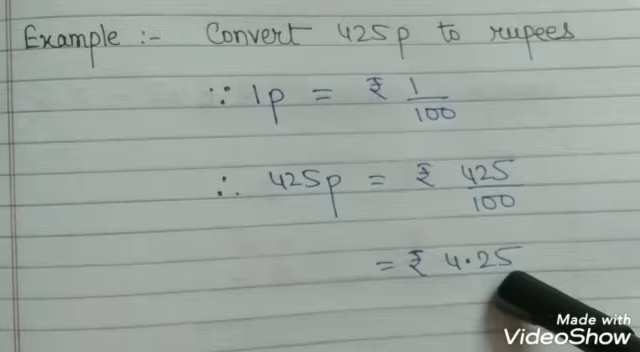 Example :- Convert 425p to rupees
∵ 1p = ₹ 1/100
∴ 425p = ₹ 425/100
= ₹ 4.25
Made with
VideoShow